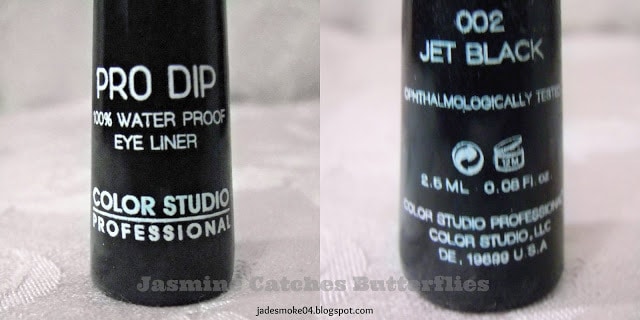 PRO DIP
100% WATER PROOF
EYE LINER
COLOR STUDIO
PROFESSIONAL
002
JET BLACK
OPHTHALMOLOGICALLY TESTED
12M
2.5 ML · 0.08 Fl. oz.
COLOR STUDIO PROFESSIONAL
COLOR STUDIO, LLC
DE, 19699 U.S.A
Jasmine Catches Butterflies
jadesmoke04.blogspot.com